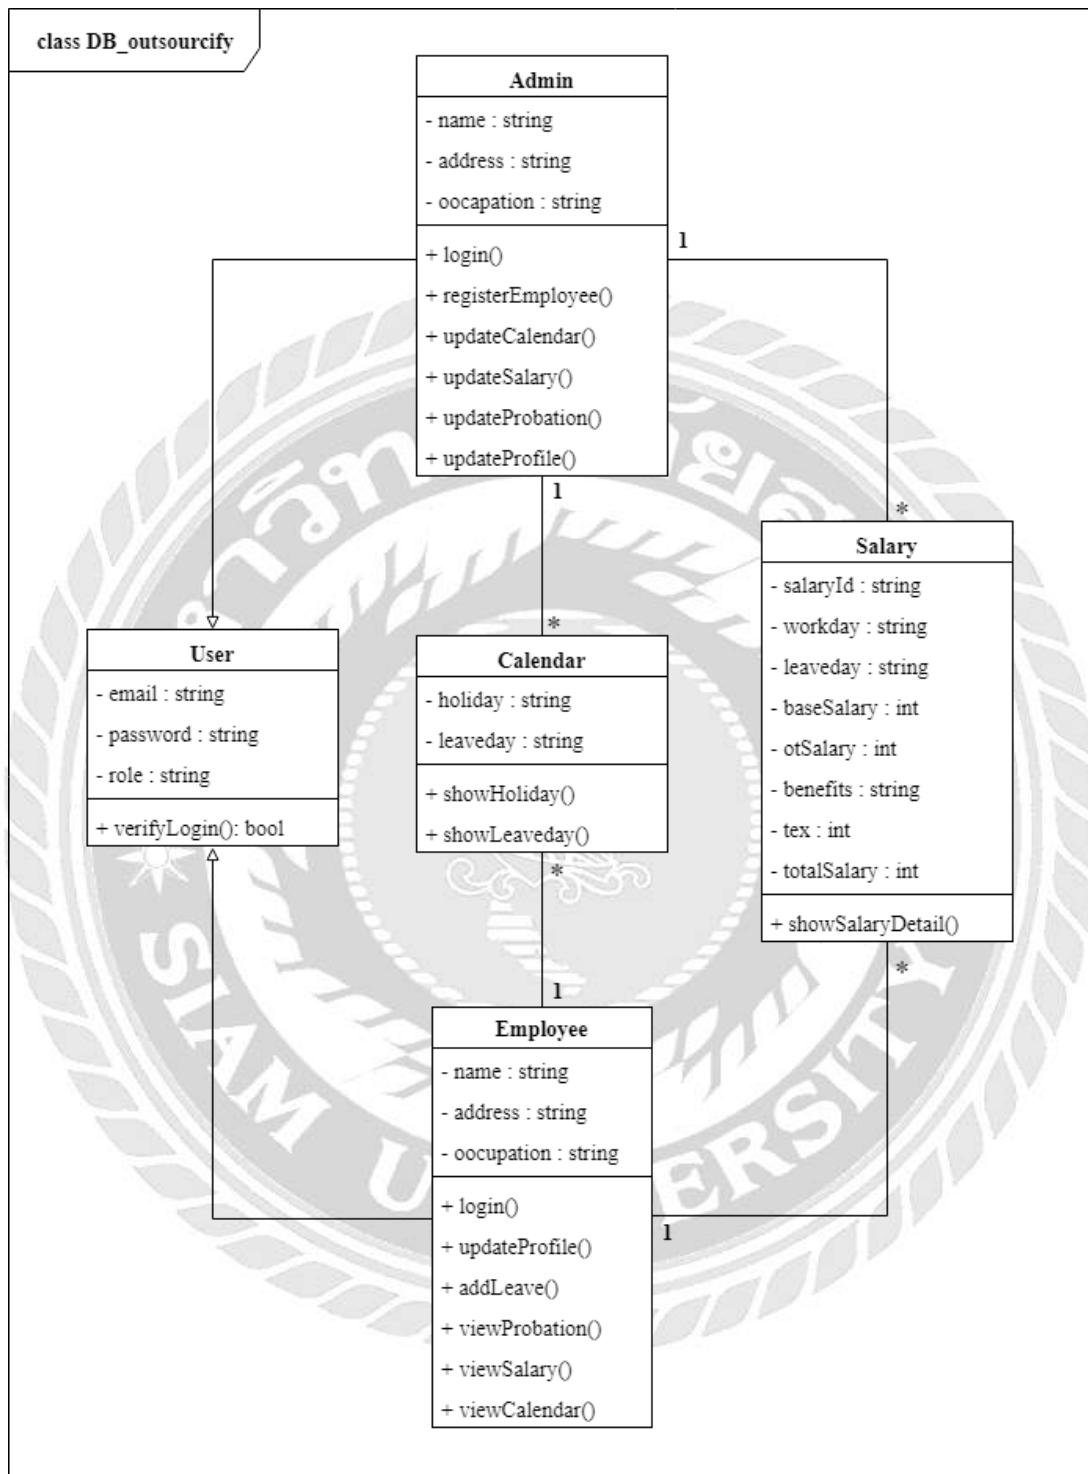 class DB_outsourcify
Admin
- name : string
- address : string
- oocapation : string
+ login()
+ registerEmployee()
+ updateCalendar()
+ updateSalary()
+ updateProbation()
+ updateProfile()
1
1
*
*
Salary
- salaryId : string
- workday : string
- leaveday : string
- baseSalary : int
- otSalary : int
- benefits : string
- tex : int
- totalSalary : int
+ showSalaryDetail()
User
- email : string
- password : string
- role : string
+ verifyLogin(): bool
Calendar
- holiday : string
- leaveday : string
+ showHoliday()
+ showLeaveday()
*
*
1
1
Employee
- name : string
- address : string
- oocupation : string
+ login()
+ updateProfile()
+ addLeave()
+ viewProbation()
+ viewSalary()
+ viewCalendar()
SIAM